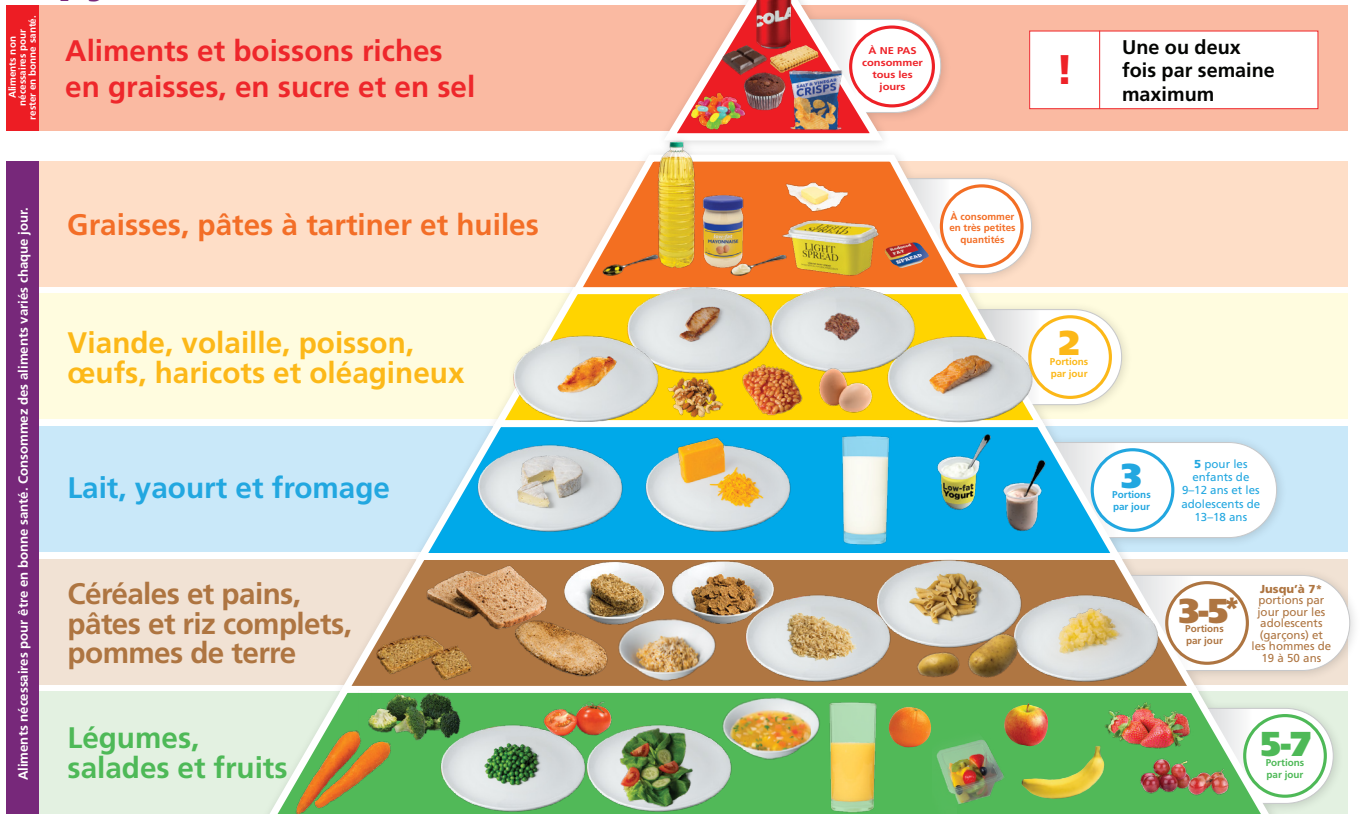 Aliments non
nécessaires pour
rester en bonne santé.
Aliments et boissons riches
en graisses, en sucre et en sel
COLA
SALT & VINEGAR
CRISPS
À NE PAS
consommer
tous les
jours
!
Une ou deux
fois par semaine
maximum
Aliments nécessaires pour être en bonne santé. Consommez des aliments variés chaque jour.
Graisses, pâtes à tartiner et huiles
MAYONNAISE
LIGHT
SPREAD
LIGHT
SPREAD
Reduced
FAT
SPREAD
À consommer
en très petites
quantités
Viande, volaille, poisson,
œufs, haricots et oléagineux
2
Portions
par jour
Lait, yaourt et fromage
Low-fat
Yogurt
3
Portions
par jour
5 pour les
enfants de
9–12 ans et les
adolescents de
13–18 ans
Céréales et pains,
pâtes et riz complets,
pommes de terre
3-5*
Portions
par jour
Jusqu'à 7*
portions par
jour pour les
adolescents
(garçons) et
les hommes de
19 à 50 ans
Légumes,
salades et fruits
5-7
Portions
par jour